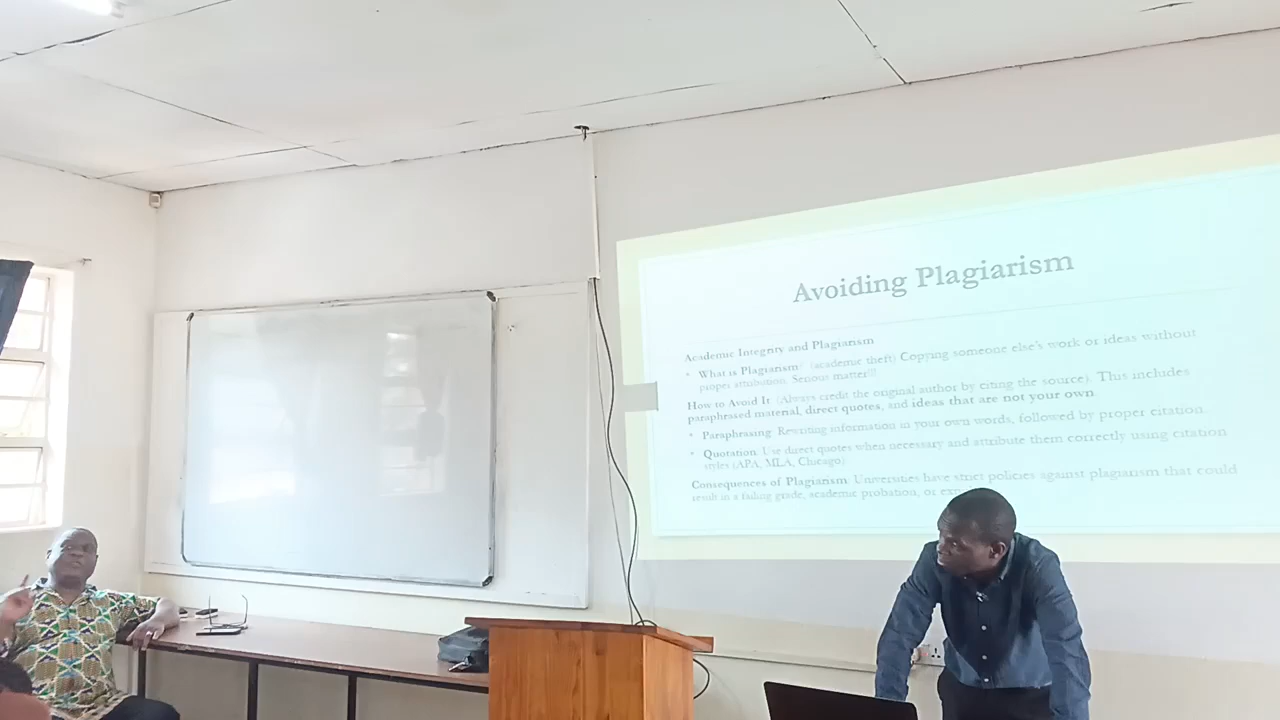 Avoiding Plagiarism
Academic Integrity and Plagiarism
• What is Plagiarism? (academic theft) Copying someone else's work or ideas without
proper attribution. Serious matter!!!
How to Avoid It (Always credit the original author by citing the source). This includes
paraphrased material, direct quotes, and ideas that are not your own.
• Paraphrasing: Rewriting information in your own words, followed by proper citation.
• Quotation: Use direct quotes when necessary and attribute them correctly using citation
styles (APA, MLA, Chicago)
Consequences of Plagiarism: Universities have strict policies against plagiarism that could
result in a failing grade, academic probation, or